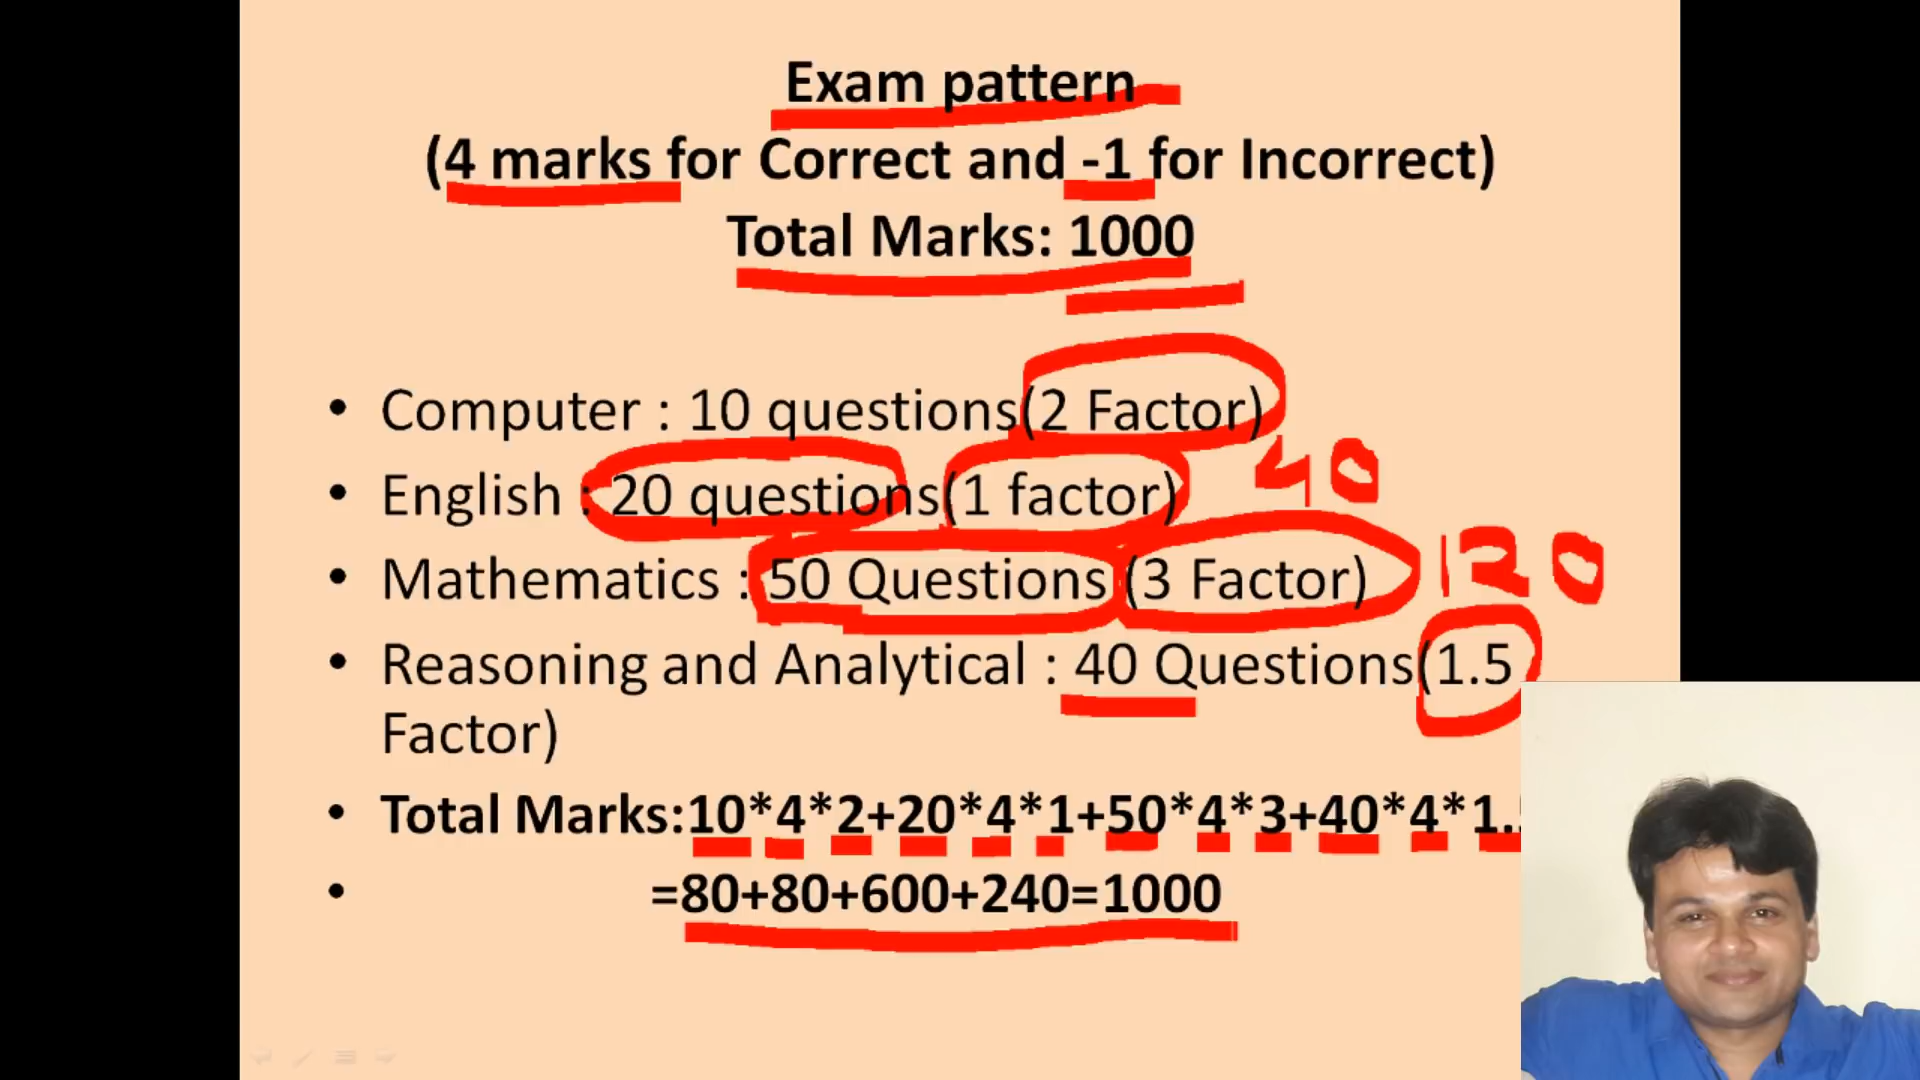 Exam pattern
(4 marks for Correct and -1 for Incorrect)
Total Marks: 1000
• Computer : 10 questions(2 Factor)
• English : 20 questions(1 factor) 40
• Mathematics : 50 Questions (3 Factor) 120
• Reasoning and Analytical : 40 Questions(1.5
Factor)
• Total Marks:10*4*2+20*4*1+50*4*3+40*4*1.
• =80+80+600+240=1000